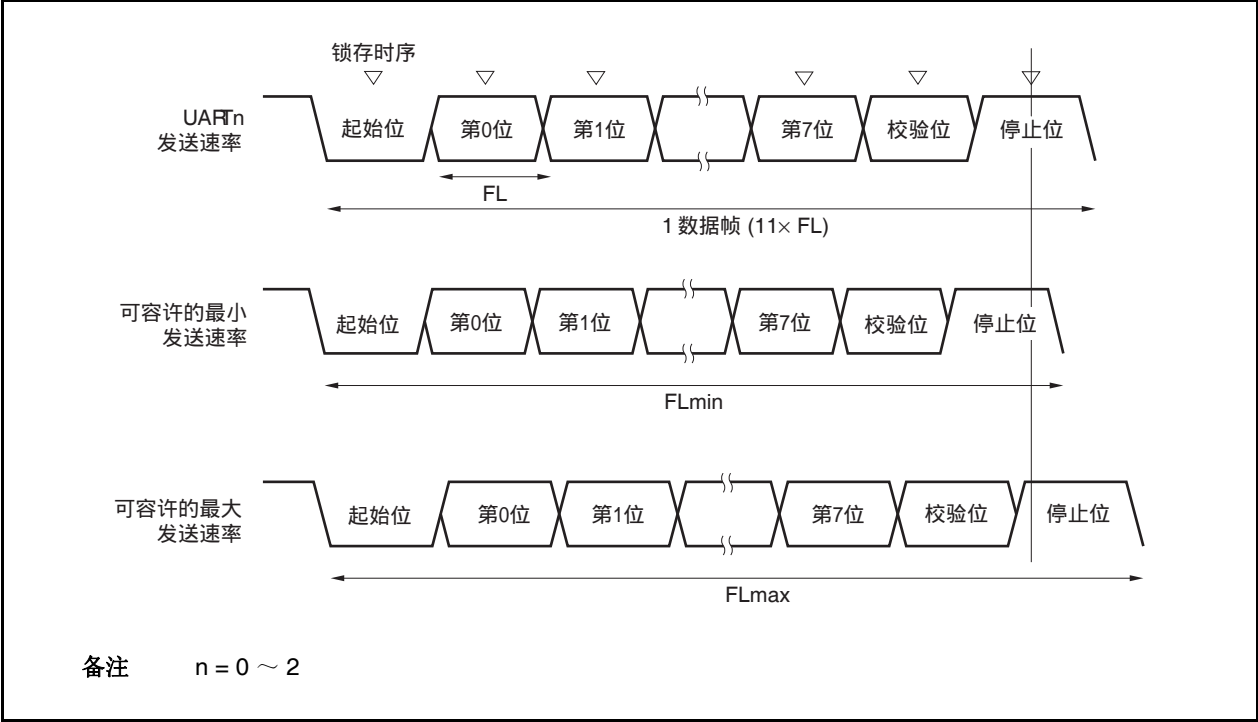 锁存时序
UARTn
发送速率
起始位 第0位 第1位 第7位 校验位 停止位
FL
1 数据帧 (11× FL)
可容许的最小
发送速率
起始位 第0位 第1位 第7位 校验位 停止位
FLmin
可容许的最大
发送速率
起始位 第0位 第1位 第7位 校验位 停止位
FLmax
备注 n = 0 ～ 2